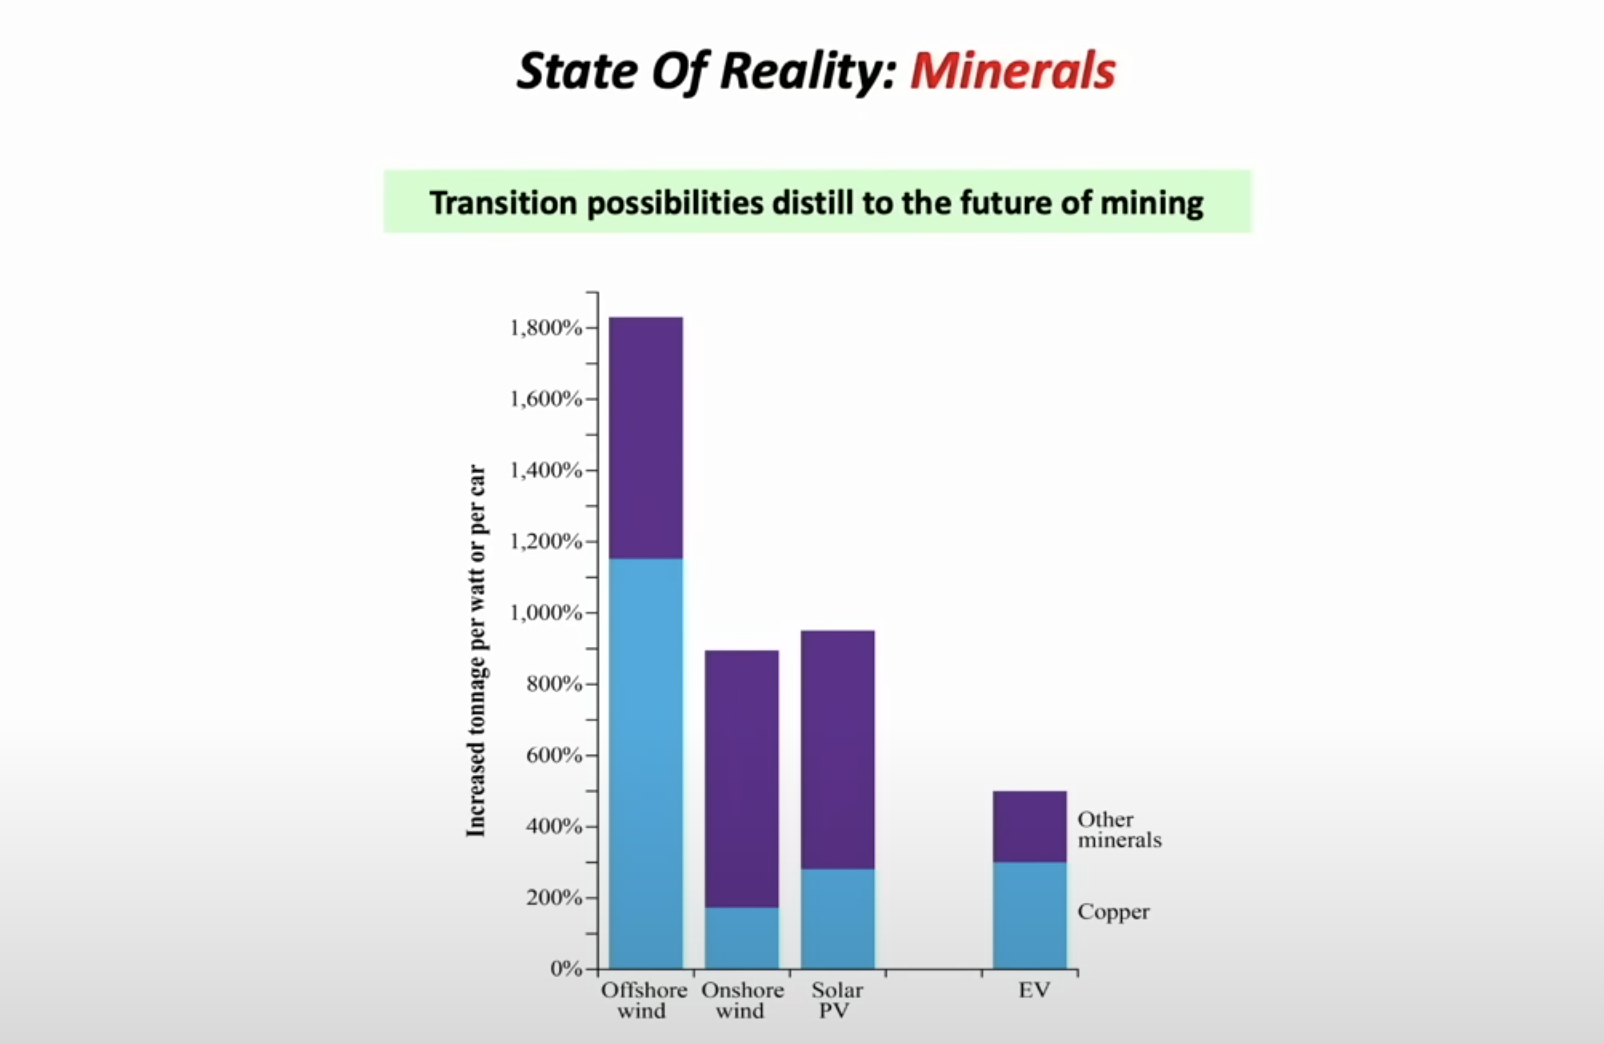 State Of Reality: Minerals
Transition possibilities distill to the future of mining
Increased tonnage per watt or per car
1,800%
1,600%
1,400%
1,200%
1,000%
800%
600%
400%
200%
0%
Other
minerals
Copper
Offshore
wind
Onshore
wind
Solar
PV
EV